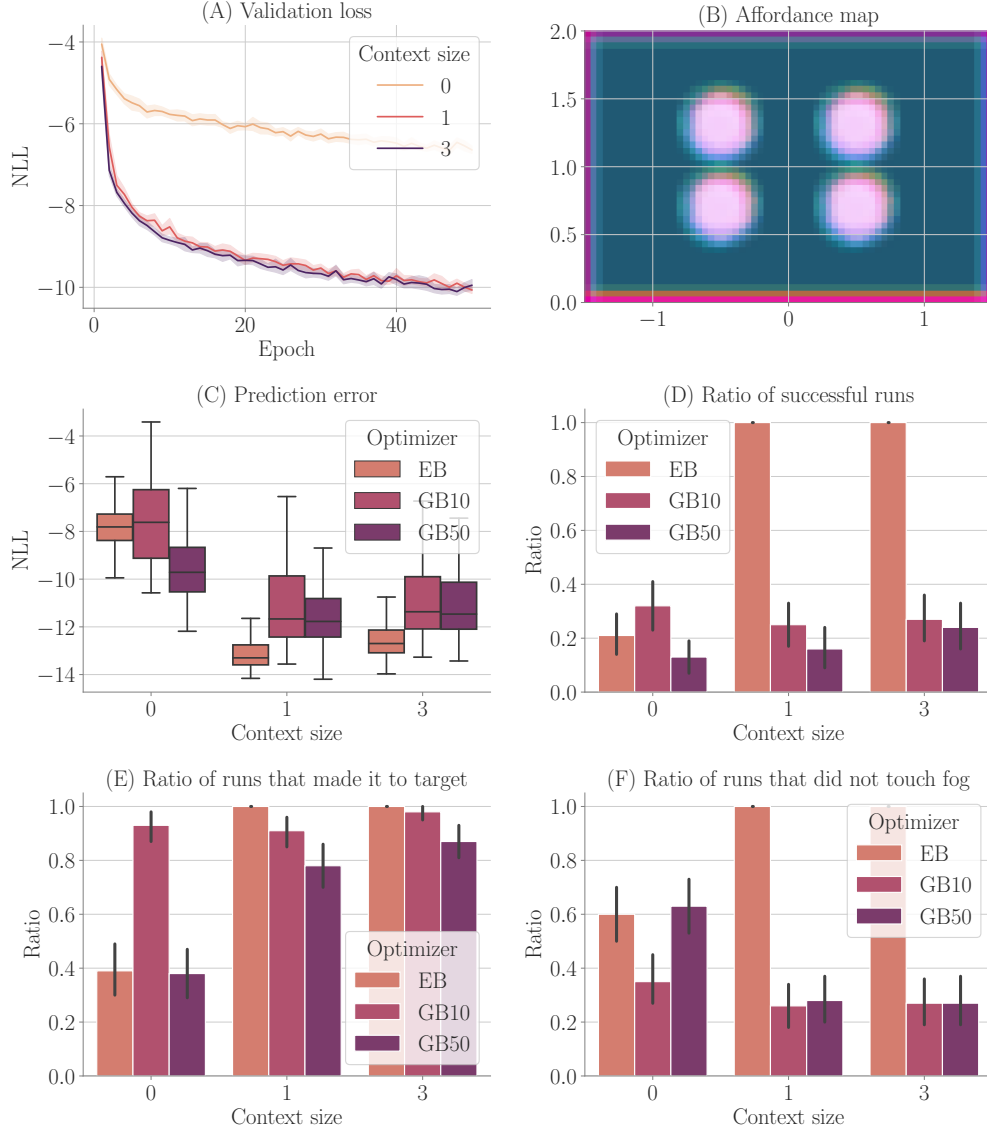 (A) Validation loss
−4
−6
−8
−10
NLL
0
20
40
Epoch
Context size
0
1
3
(B) Affordance map
2.0
1.5
1.0
0.5
0.0
−1
0
1
(C) Prediction error
−4
−6
−8
−10
−12
−14
NLL
0
1
3
Context size
Optimizer
EB
GB10
GB50
(D) Ratio of successful runs
1.0
0.8
0.6
0.4
0.2
0.0
Ratio
0
1
3
Context size
Optimizer
EB
GB10
GB50
(E) Ratio of runs that made it to target
1.0
0.8
0.6
0.4
0.2
0.0
Ratio
0
1
3
Context size
Optimizer
EB
GB10
GB50
(F) Ratio of runs that did not touch fog
1.0
0.8
0.6
0.4
0.2
0.0
Ratio
0
1
3
Context size
Optimizer
EB
GB10
GB50